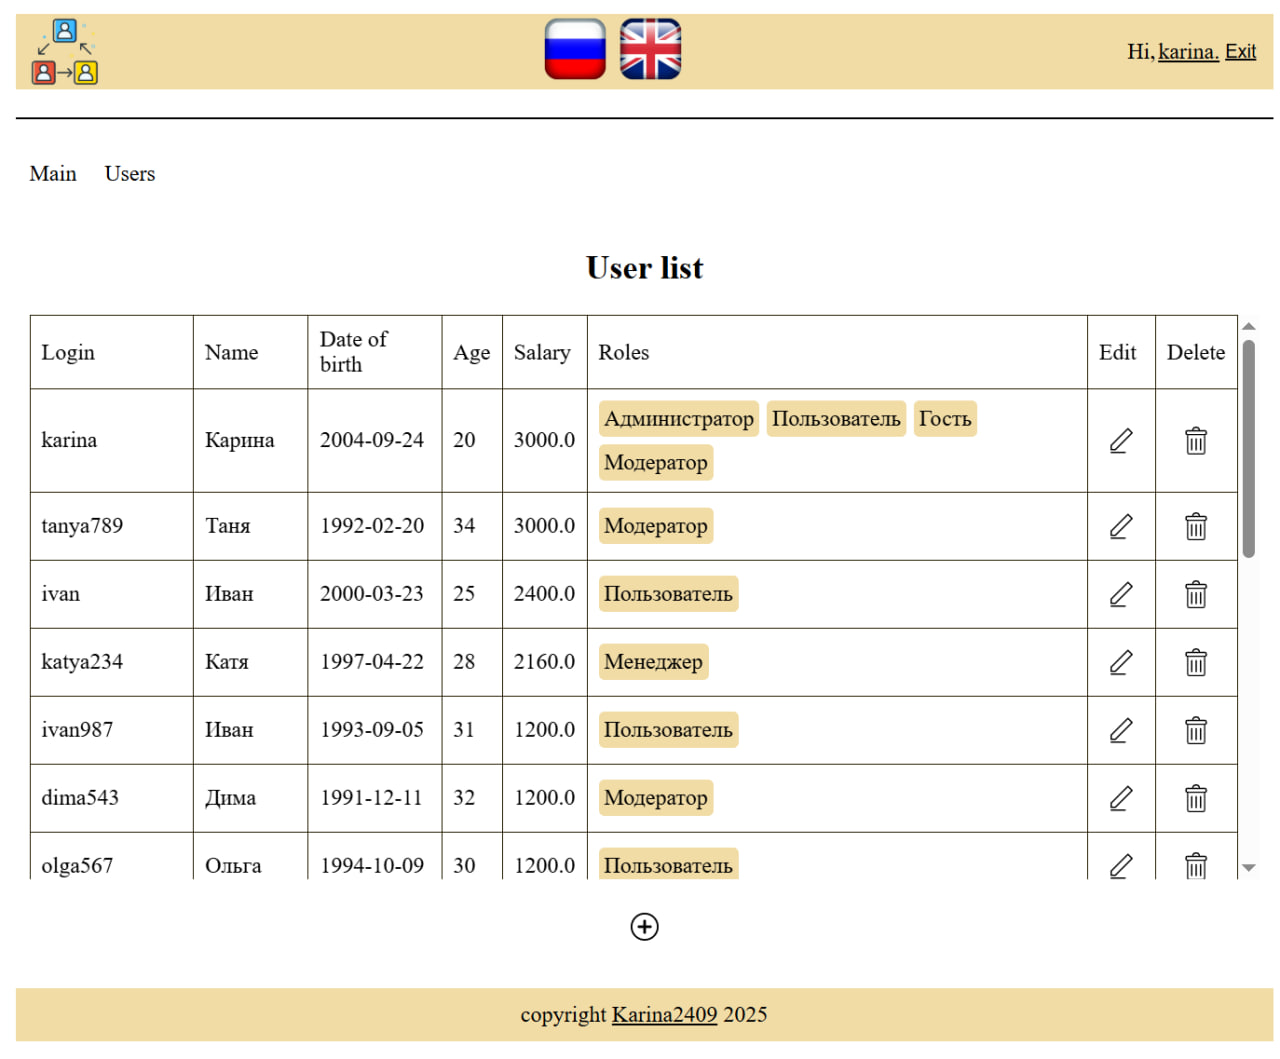 Hi, karina. Exit
Main Users
User list
Login Name Date of birth Age Salary Roles Edit Delete
karina Карина 2004-09-24 20 3000.0 Администратор Пользователь Гость Модератор
tanya789 Таня 1992-02-20 34 3000.0 Модератор
ivan Иван 2000-03-23 25 2400.0 Пользователь
katya234 Катя 1997-04-22 28 2160.0 Менеджер
ivan987 Иван 1993-09-05 31 1200.0 Пользователь
dima543 Дима 1991-12-11 32 1200.0 Модератор
olga567 Ольга 1994-10-09 30 1200.0 Пользователь
copyright Karina2409 2025